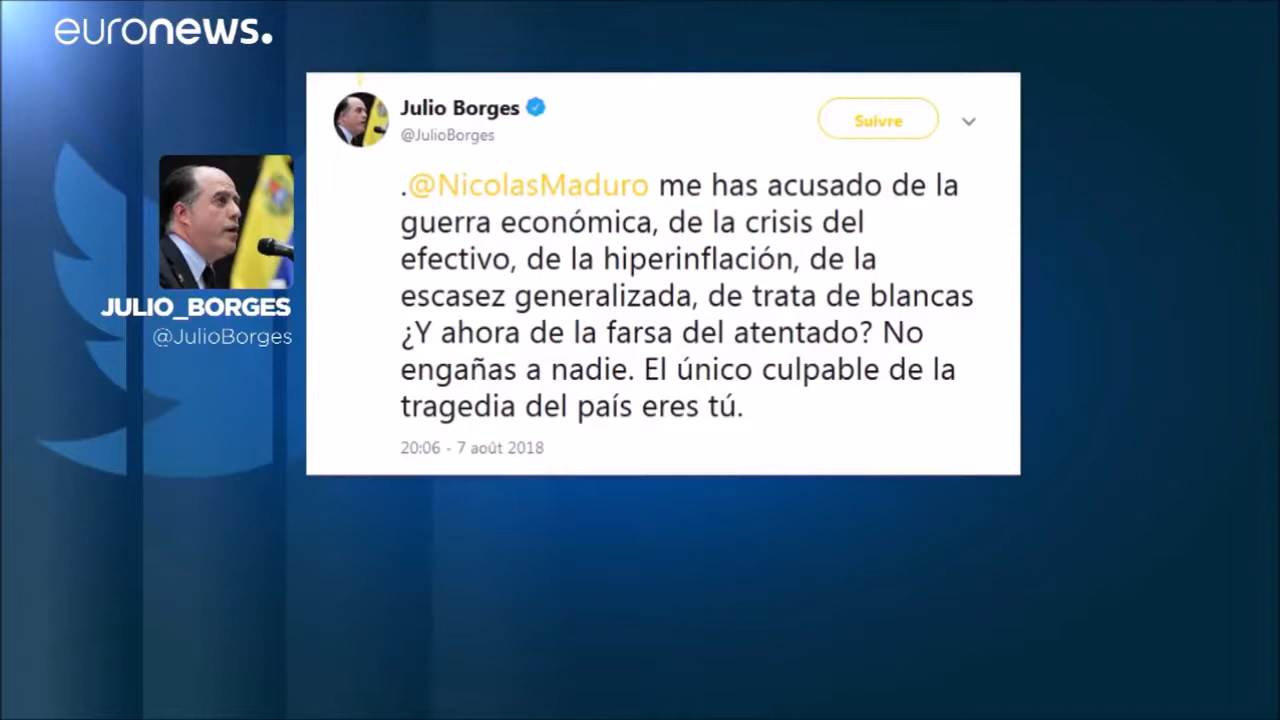 euronews.
Julio Borges
@JulioBorges
Suivre
.@NicolasMaduro me has acusado de la
guerra económica, de la crisis del
efectivo, de la hiperinflación, de la
escasez generalizada, de trata de blancas
¿Y ahora de la farsa del atentado? No
engañas a nadie. El único culpable de la
tragedia del país eres tú.
20:06 - 7 août 2018
JULIO_BORGES
@JulioBorges